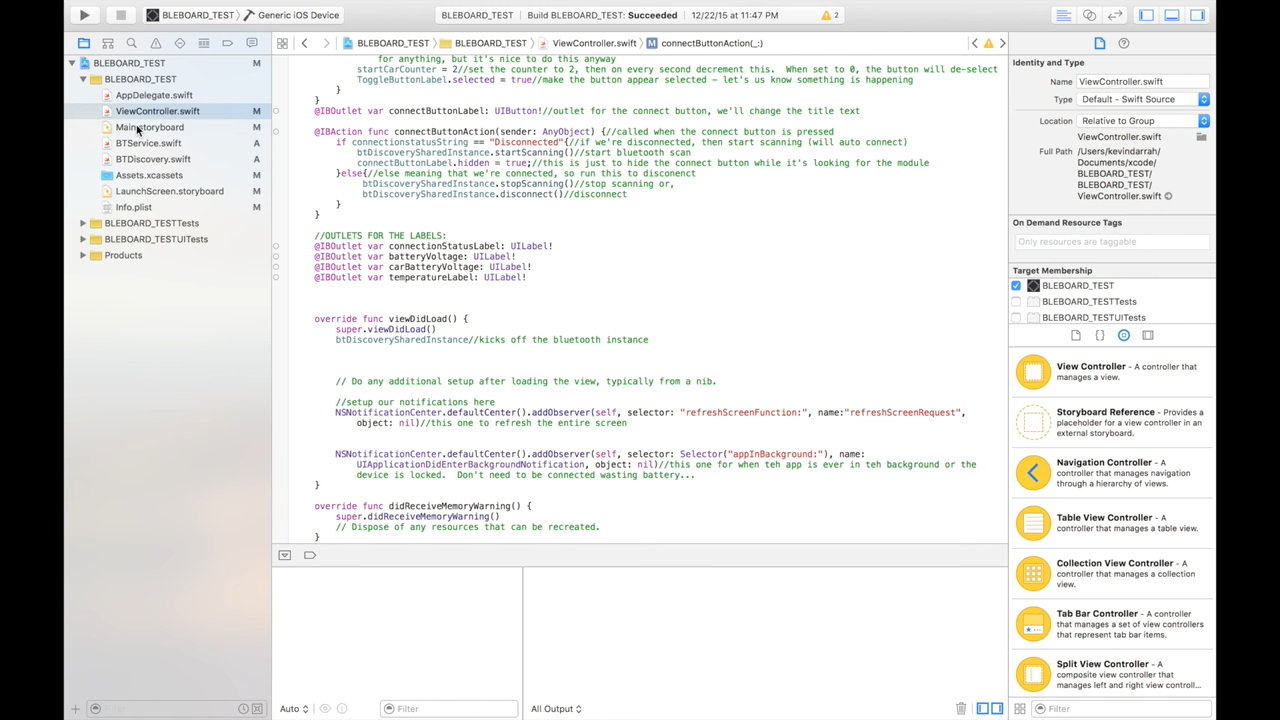 BLEBOARD_TEST
Generic iOS Device
BLEBOARD_TEST
Build BLEBOARD_TEST: Succeeded
12/22/15 at 11:47 PM
2
BLEBOARD_TEST
BLEBOARD_TEST
ViewController.swift
M connectButtonAction(_:)
BLEBOARD_TEST M
BLEBOARD_TEST
AppDelegate.swift
ViewController.swift M
Main.storyboard M
BTService.swift A
BTDiscovery.swift A
Assets.xcassets M
LaunchScreen.storyboard M
Info.plist M
BLEBOARD_TESTTests
BLEBOARD_TESTUITests
Products
Filter
for anything, but it's nice to do this anyway
startCarCounter = 2//set the counter to 2, then on every second decrement this.  When set to 0, the button will de-select
ToggleButtonLabel.selected = true//make the button appear selected - let's us know something is happening
}
}
@IBOutlet var connectButtonLabel: UIButton!//outlet for the connect button, we'll change the title text
@IBAction func connectButtonAction(sender: AnyObject) {//called when the connect button is pressed
if connectionstatusString == "Disconnected"{//if we're disconnected, then start scanning (will auto connect)
btDiscoverySharedInstance.startScanning()//start bluetooth scan
connectButtonLabel.hidden = true;//this is just to hide the connect button while it's looking for the module
}else{//else meaning that we're connected, so run this to disconenct
btDiscoverySharedInstance.stopScanning()//stop scanning or,
btDiscoverySharedInstance.disconnect()//disconnect
}
}
//OUTLETS FOR THE LABELS:
@IBOutlet var connectionStatusLabel: UILabel!
@IBOutlet var batteryVoltage: UILabel!
@IBOutlet var carBatteryVoltage: UILabel!
@IBOutlet var temperatureLabel: UILabel!
override func viewDidLoad() {
super.viewDidLoad()
btDiscoverySharedInstance//kicks off the bluetooth instance
// Do any additional setup after loading the view, typically from a nib.
//setup our notifications here
NSNotificationCenter.defaultCenter().addObserver(self, selector: "refreshScreenFunction:", name:"refreshScreenRequest",
object: nil)//this one to refresh the entire screen
NSNotificationCenter.defaultCenter().addObserver(self, selector: Selector("appInBackground:"), name:
UIApplicationDidEnterBackgroundNotification, object: nil)//this one for when teh app is ever in teh background or the
device is locked.  Don't need to be connected wasting battery...
}
override func didReceiveMemoryWarning() {
super.didReceiveMemoryWarning()
// Dispose of any resources that can be recreated.
}
Auto
Filter
All Output
Identity and Type
Name ViewController.swift
Type Default - Swift Source
Location Relative to Group
ViewController.swift
Full Path /Users/kevindarrah/
Documents/xcode/
BLEBOARD_TEST/
BLEBOARD_TEST/
ViewController.swift
On Demand Resource Tags
Only resources are taggable
Target Membership
BLEBOARD_TEST
BLEBOARD_TESTTests
BLEBOARD_TESTUITests
{}
View Controller - A controller that
manages a view.
Storyboard Reference - Provides a
placeholder for a view controller in
an external storyboard.
Navigation Controller - A
controller that manages navigation
through a hierarchy of views.
Table View Controller - A
controller that manages a table view.
Collection View Controller - A
controller that manages a collection
view.
Tab Bar Controller - A controller
that manages a set of view controllers
that represent tab bar items.
Split View Controller - A
composite view controller that
manages left and right view controll...
Filter